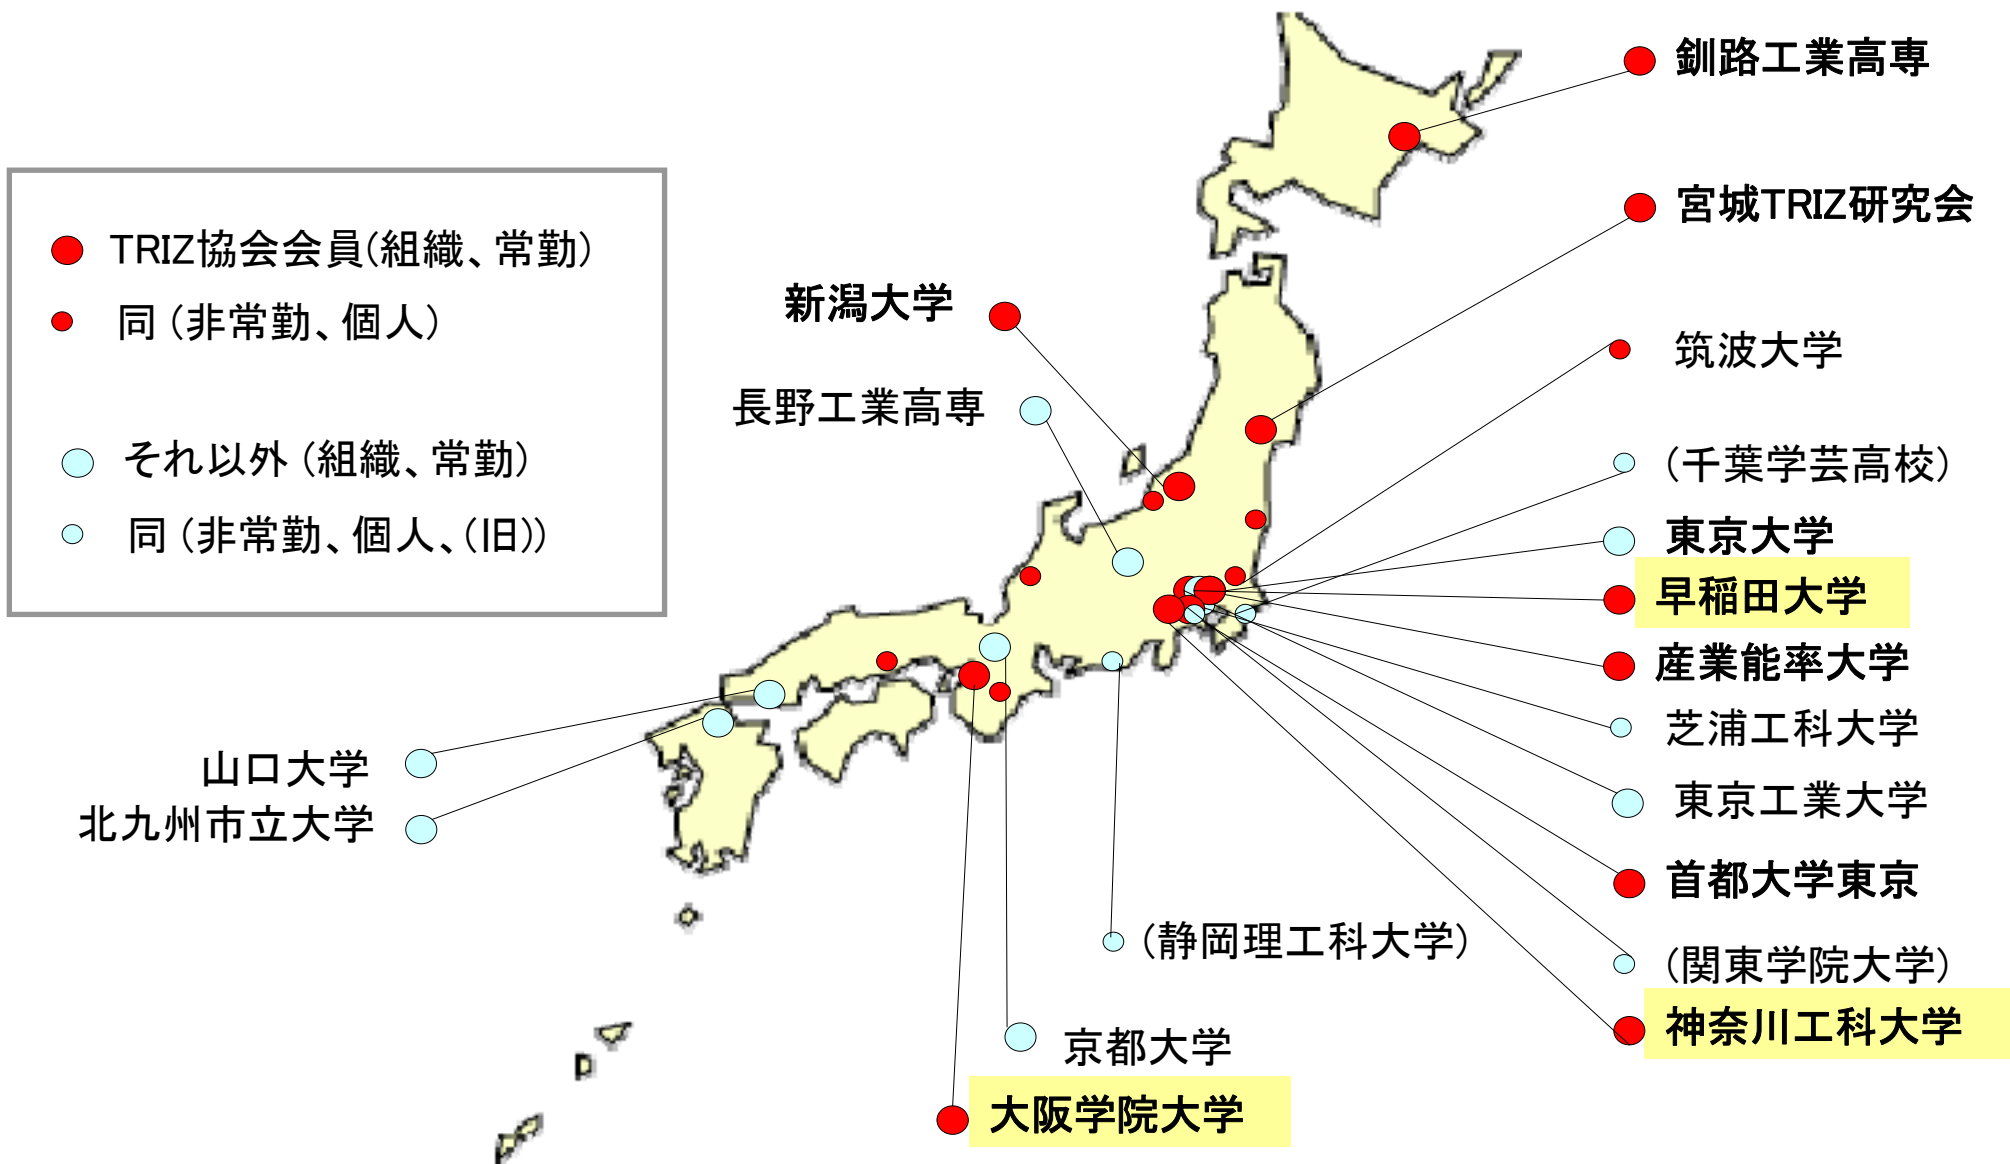 釧路工業高専
宮城TRIZ研究会
TRIZ協会会員(組織、常勤)
同 (非常勤、個人)
それ以外 (組織、常勤)
同 (非常勤、個人、(旧))
新潟大学
長野工業高専
筑波大学
(千葉学芸高校)
東京大学
早稲田大学
産業能率大学
芝浦工科大学
東京工業大学
首都大学東京
(関東学院大学)
神奈川工科大学
山口大学
北九州市立大学
(静岡理工科大学)
京都大学
大阪学院大学